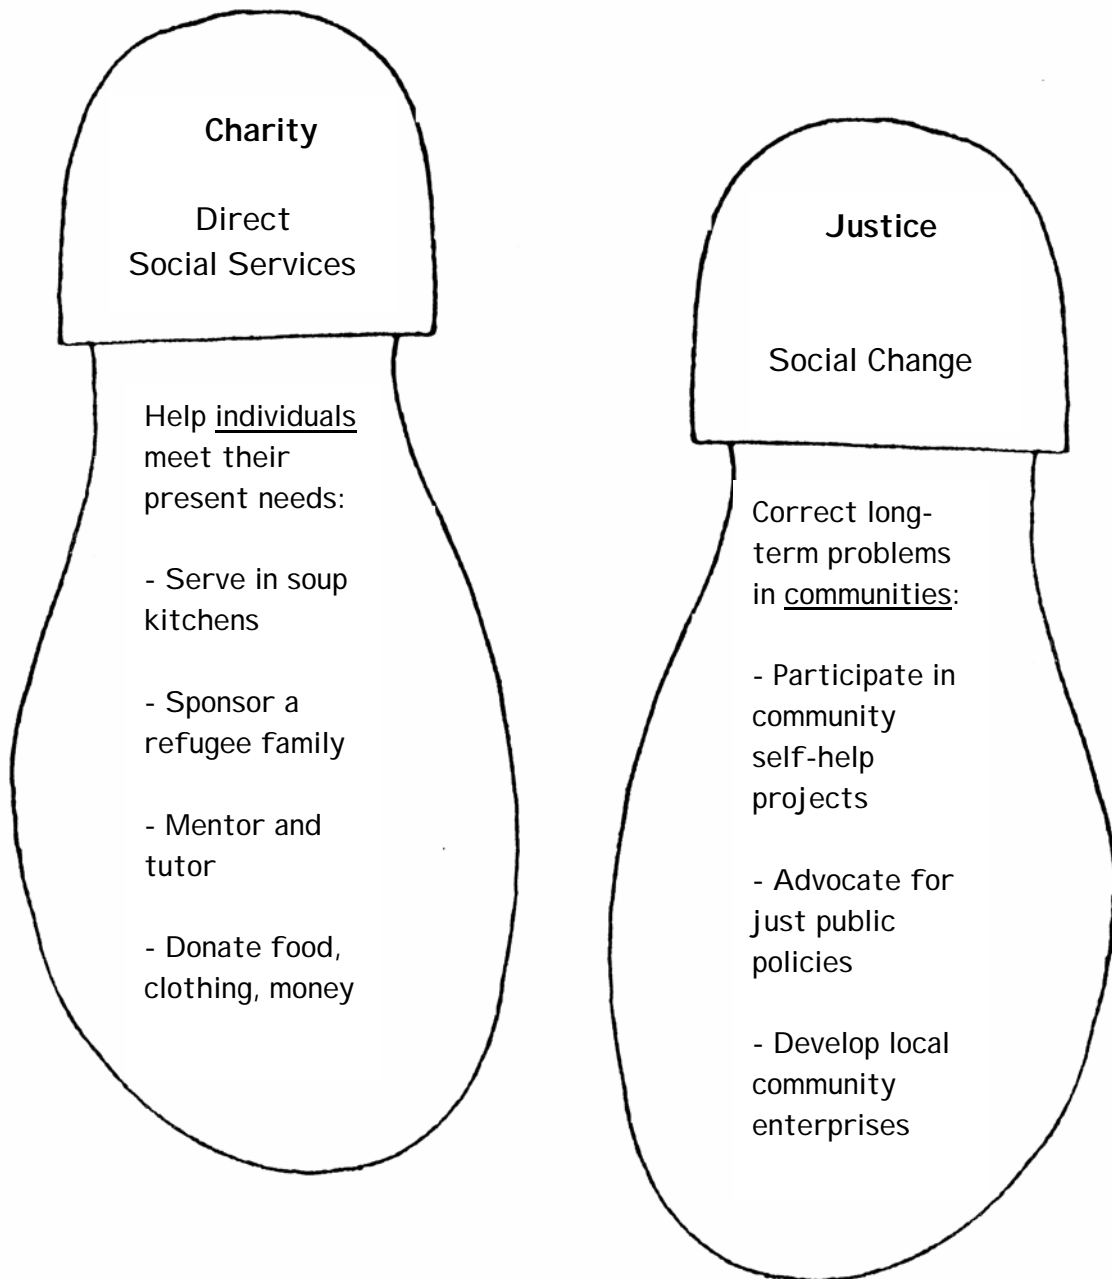 Charity
Direct
Social Services
Help individuals
meet their
present needs:
- Serve in soup
kitchens
- Sponsor a
refugee family
- Mentor and
tutor
- Donate food,
clothing, money
Justice
Social Change
Correct long-
term problems
in communities:
- Participate in
community
self-help
projects
- Advocate for
just public
policies
- Develop local
community
enterprises